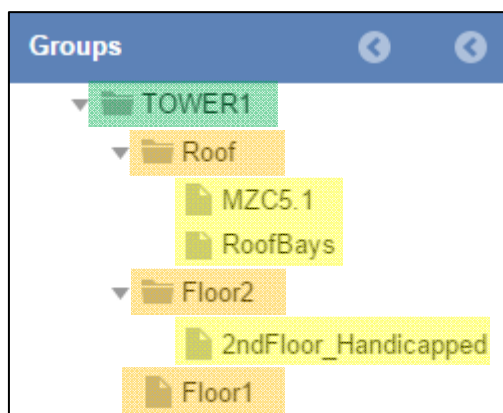 Groups
TOWER1
Roof
MZC5.1
RoofBays
Floor2
2ndFloor_Handicapped
Floor1